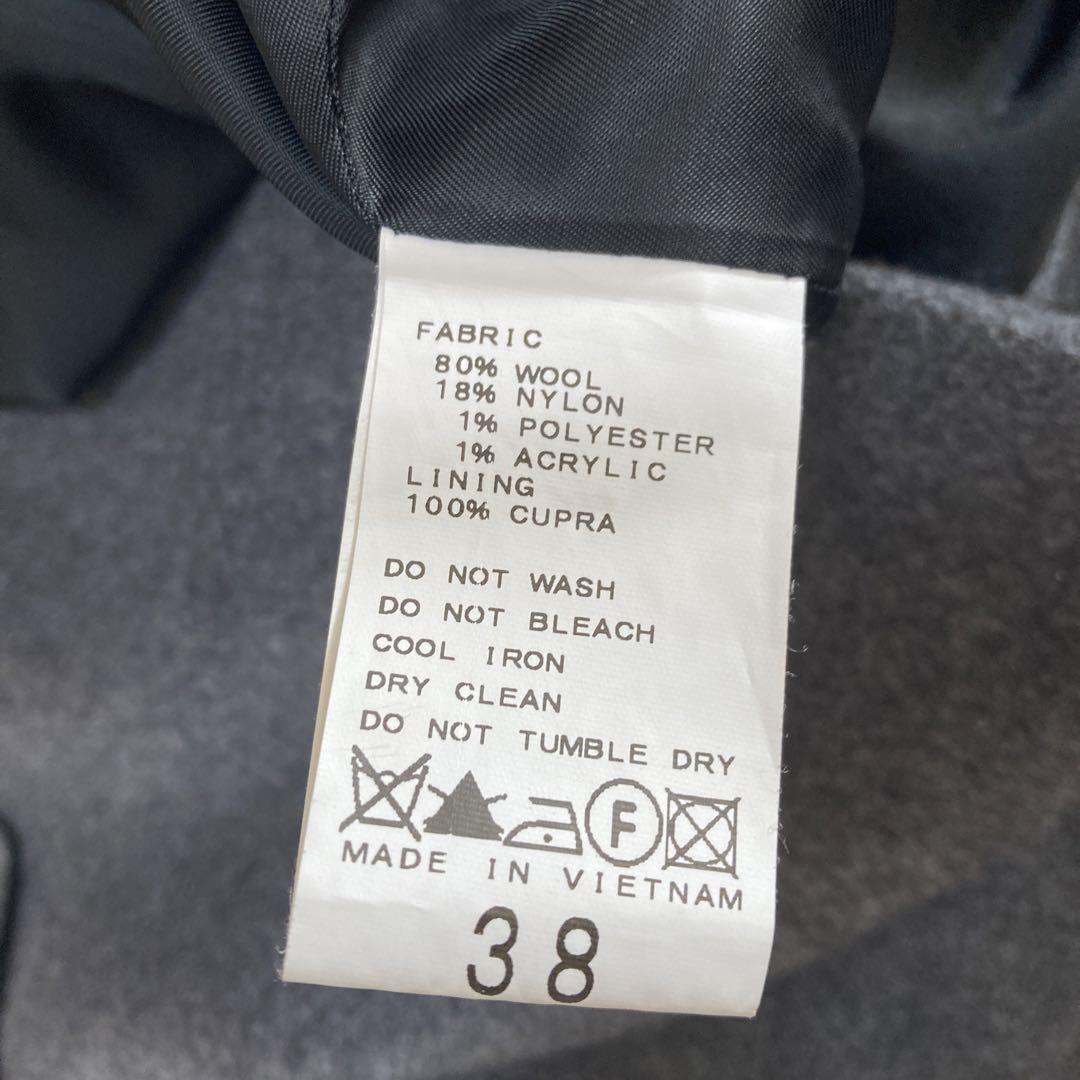 FABRIC
80% WOOL
18% NYLON
1% POLYESTER
1% ACRYLIC
LINING
100% CUPRA
DO NOT WASH
DO NOT BLEACH
COOL IRON
DRY CLEAN
DO NOT TUMBLE DRY
F
MADE IN VIETNAM
38